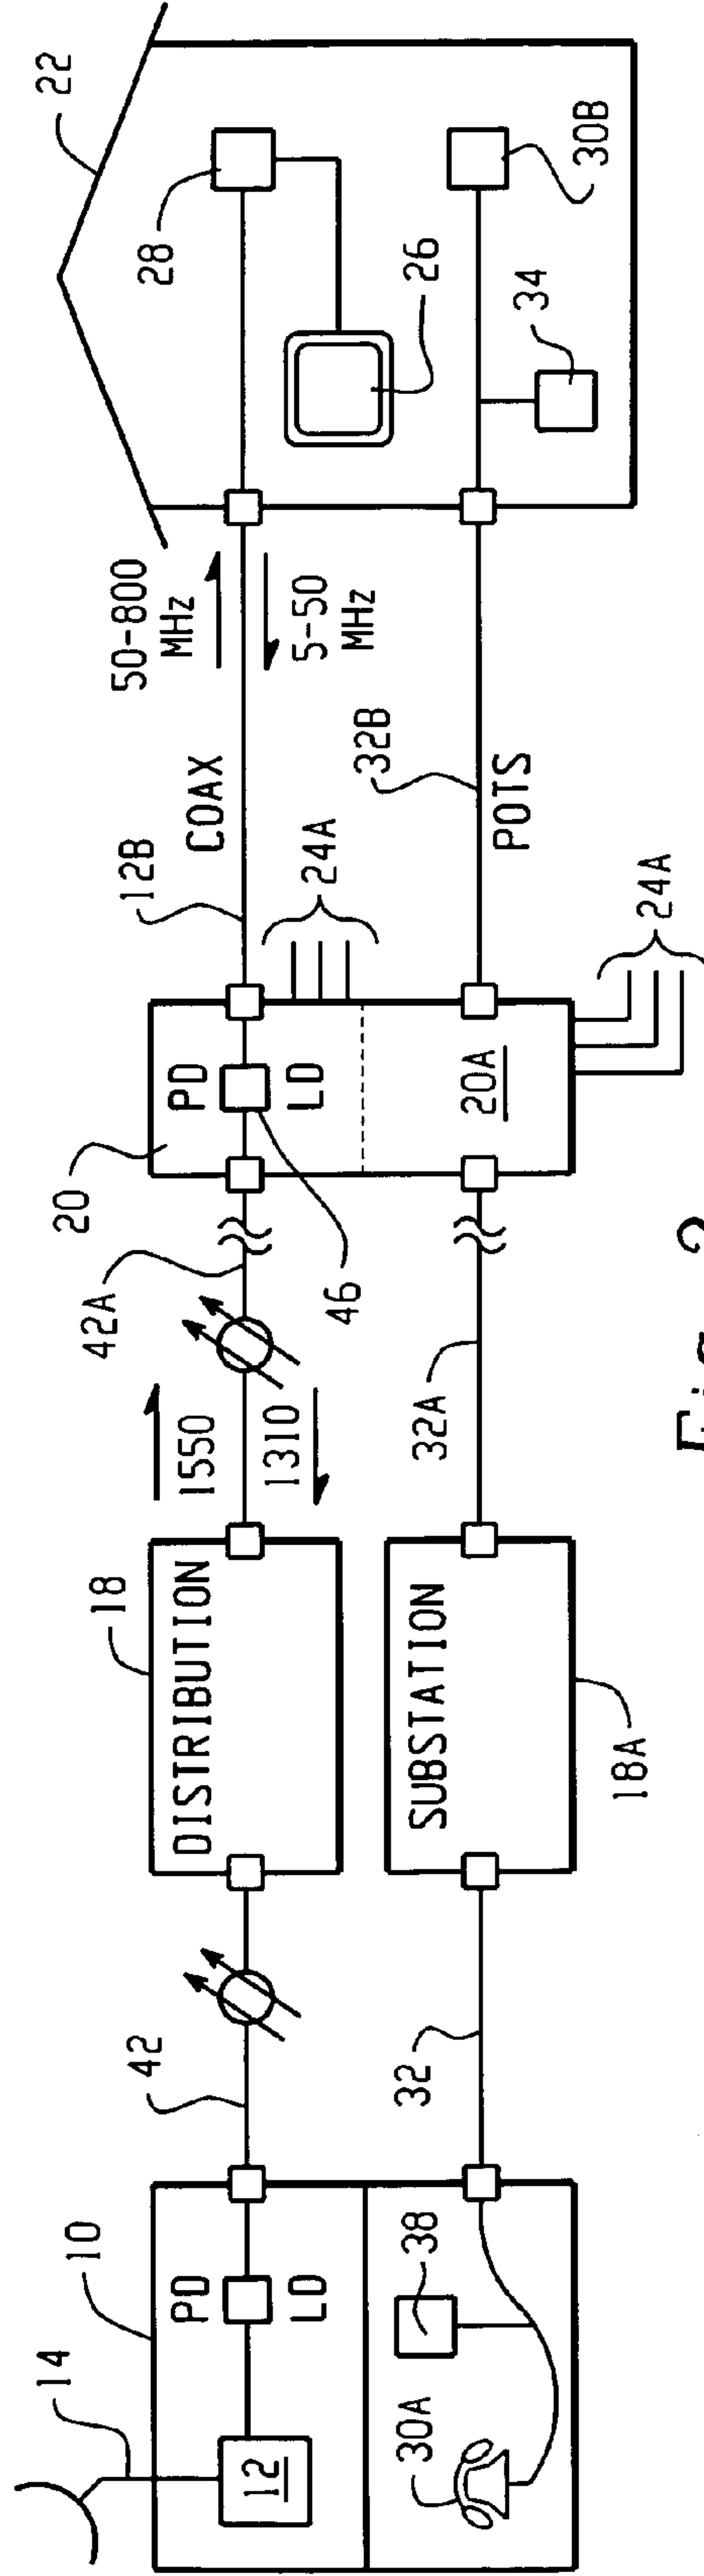 14
10
PD
LD
12
30A
38
42
32
18
DISTRIBUTION
SUBSTATION
18A
1550
1310
42A
32A
20
PD
LD
46
20A
24A
24A
12B
COAX
32B
POTS
50-800
MHz
5-50
MHz
22
28
26
34
30B